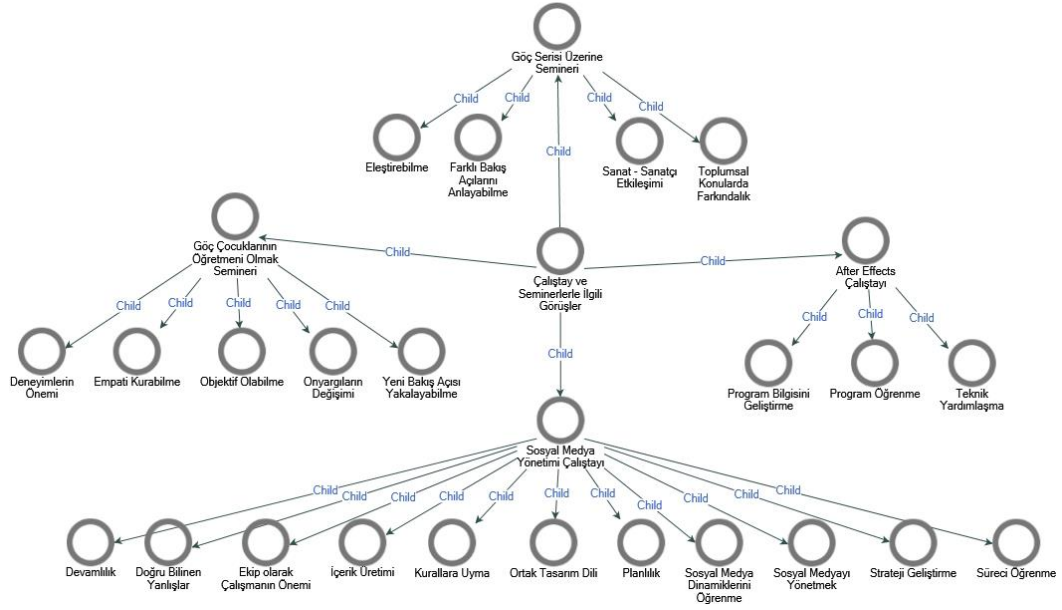 Göç Serisi Üzerine
Semineri
Child
Child
Child
Child
Eleştirebilme
Farklı Bakış
Açılarını
Anlayabilme
Sanat - Sanatçı
Etkileşimi
Toplumsal
Konularda
Farkındalık
Child
Göç Çocuklarının
Öğretmeni Olmak
Semineri
Child
Çalıştay ve
Seminerlerle İlgili
Görüşler
Child
After Effects
Çalıştayı
Child
Child
Child
Child
Child
Deneyimlerin
Önemi
Empati Kurabilme
Objektif Olabilme
Onyargıların
Değişimi
Yeni Bakış Açısı
Yakalayabilme
Child
Child
Child
Child
Program Bilgisini
Geliştirme
Program Öğrenme
Teknik
Yardımlaşma
Sosyal Medya
Yönetimi Çalıştayı
Child
Child
Child
Child
Child
Child
Child
Child
Child
Child
Child
Devamlılık
Doğru Bilinen
Yanlışlar
Ekip olarak
Çalışmanın Önemi
İçerik Üretimi
Kurallara Uyma
Ortak Tasarım Dili
Planlılık
Sosyal Medya
Dinamiklerini
Öğrenme
Sosyal Medyayı
Yönetmek
Strateji Geliştirme
Süreci Öğrenme